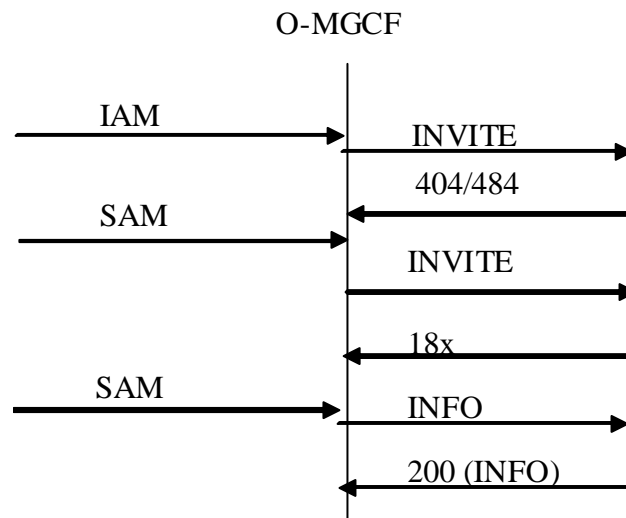 O-MGCF
IAM
INVITE
404/484
SAM
INVITE
18x
SAM
INFO
200 (INFO)